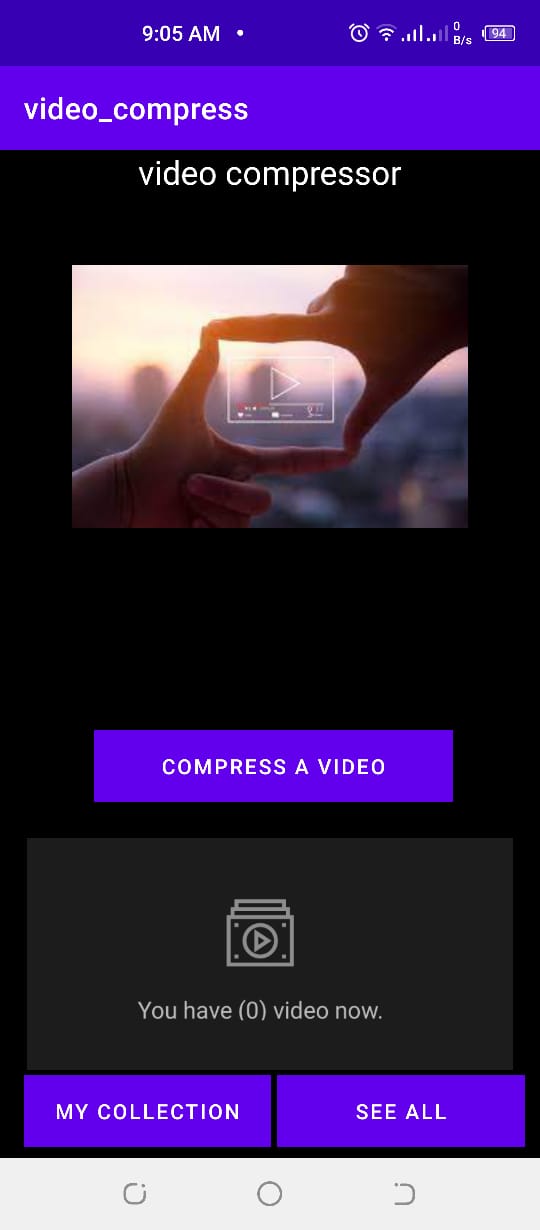 9:05 AM •
0
B/s
94
video_compress
video compressor
COMPRESS A VIDEO
You have (0) video now.
MY COLLECTION
SEE ALL